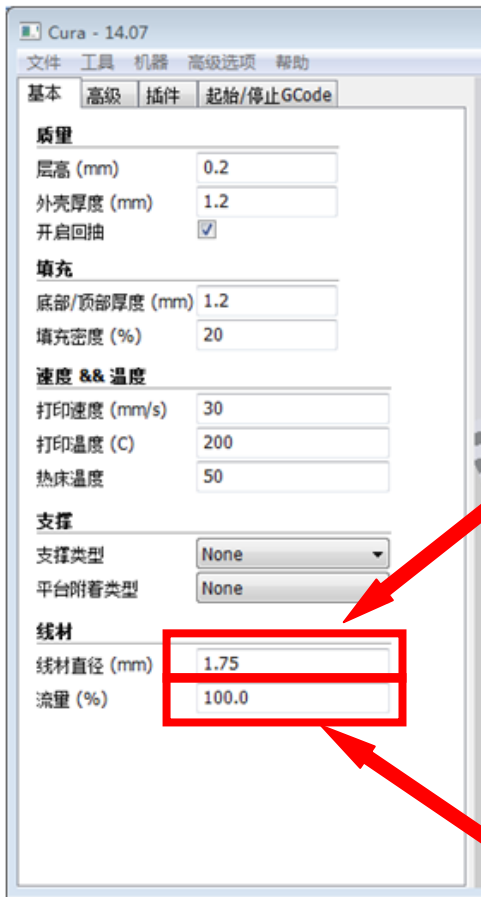 Cura - 14.07
文件 工具 机器 高级选项 帮助
基本 高级 插件 起始/停止GCode
质量
层高 (mm) 0.2
外壳厚度 (mm) 1.2
开启回抽
填充
底部/顶部厚度 (mm) 1.2
填充密度 (%) 20
速度 && 温度
打印速度 (mm/s) 30
打印温度 (C) 200
热床温度 50
支撑
支撑类型 None
平台附着类型 None
线材
线材直径 (mm) 1.75
流量 (%) 100.0